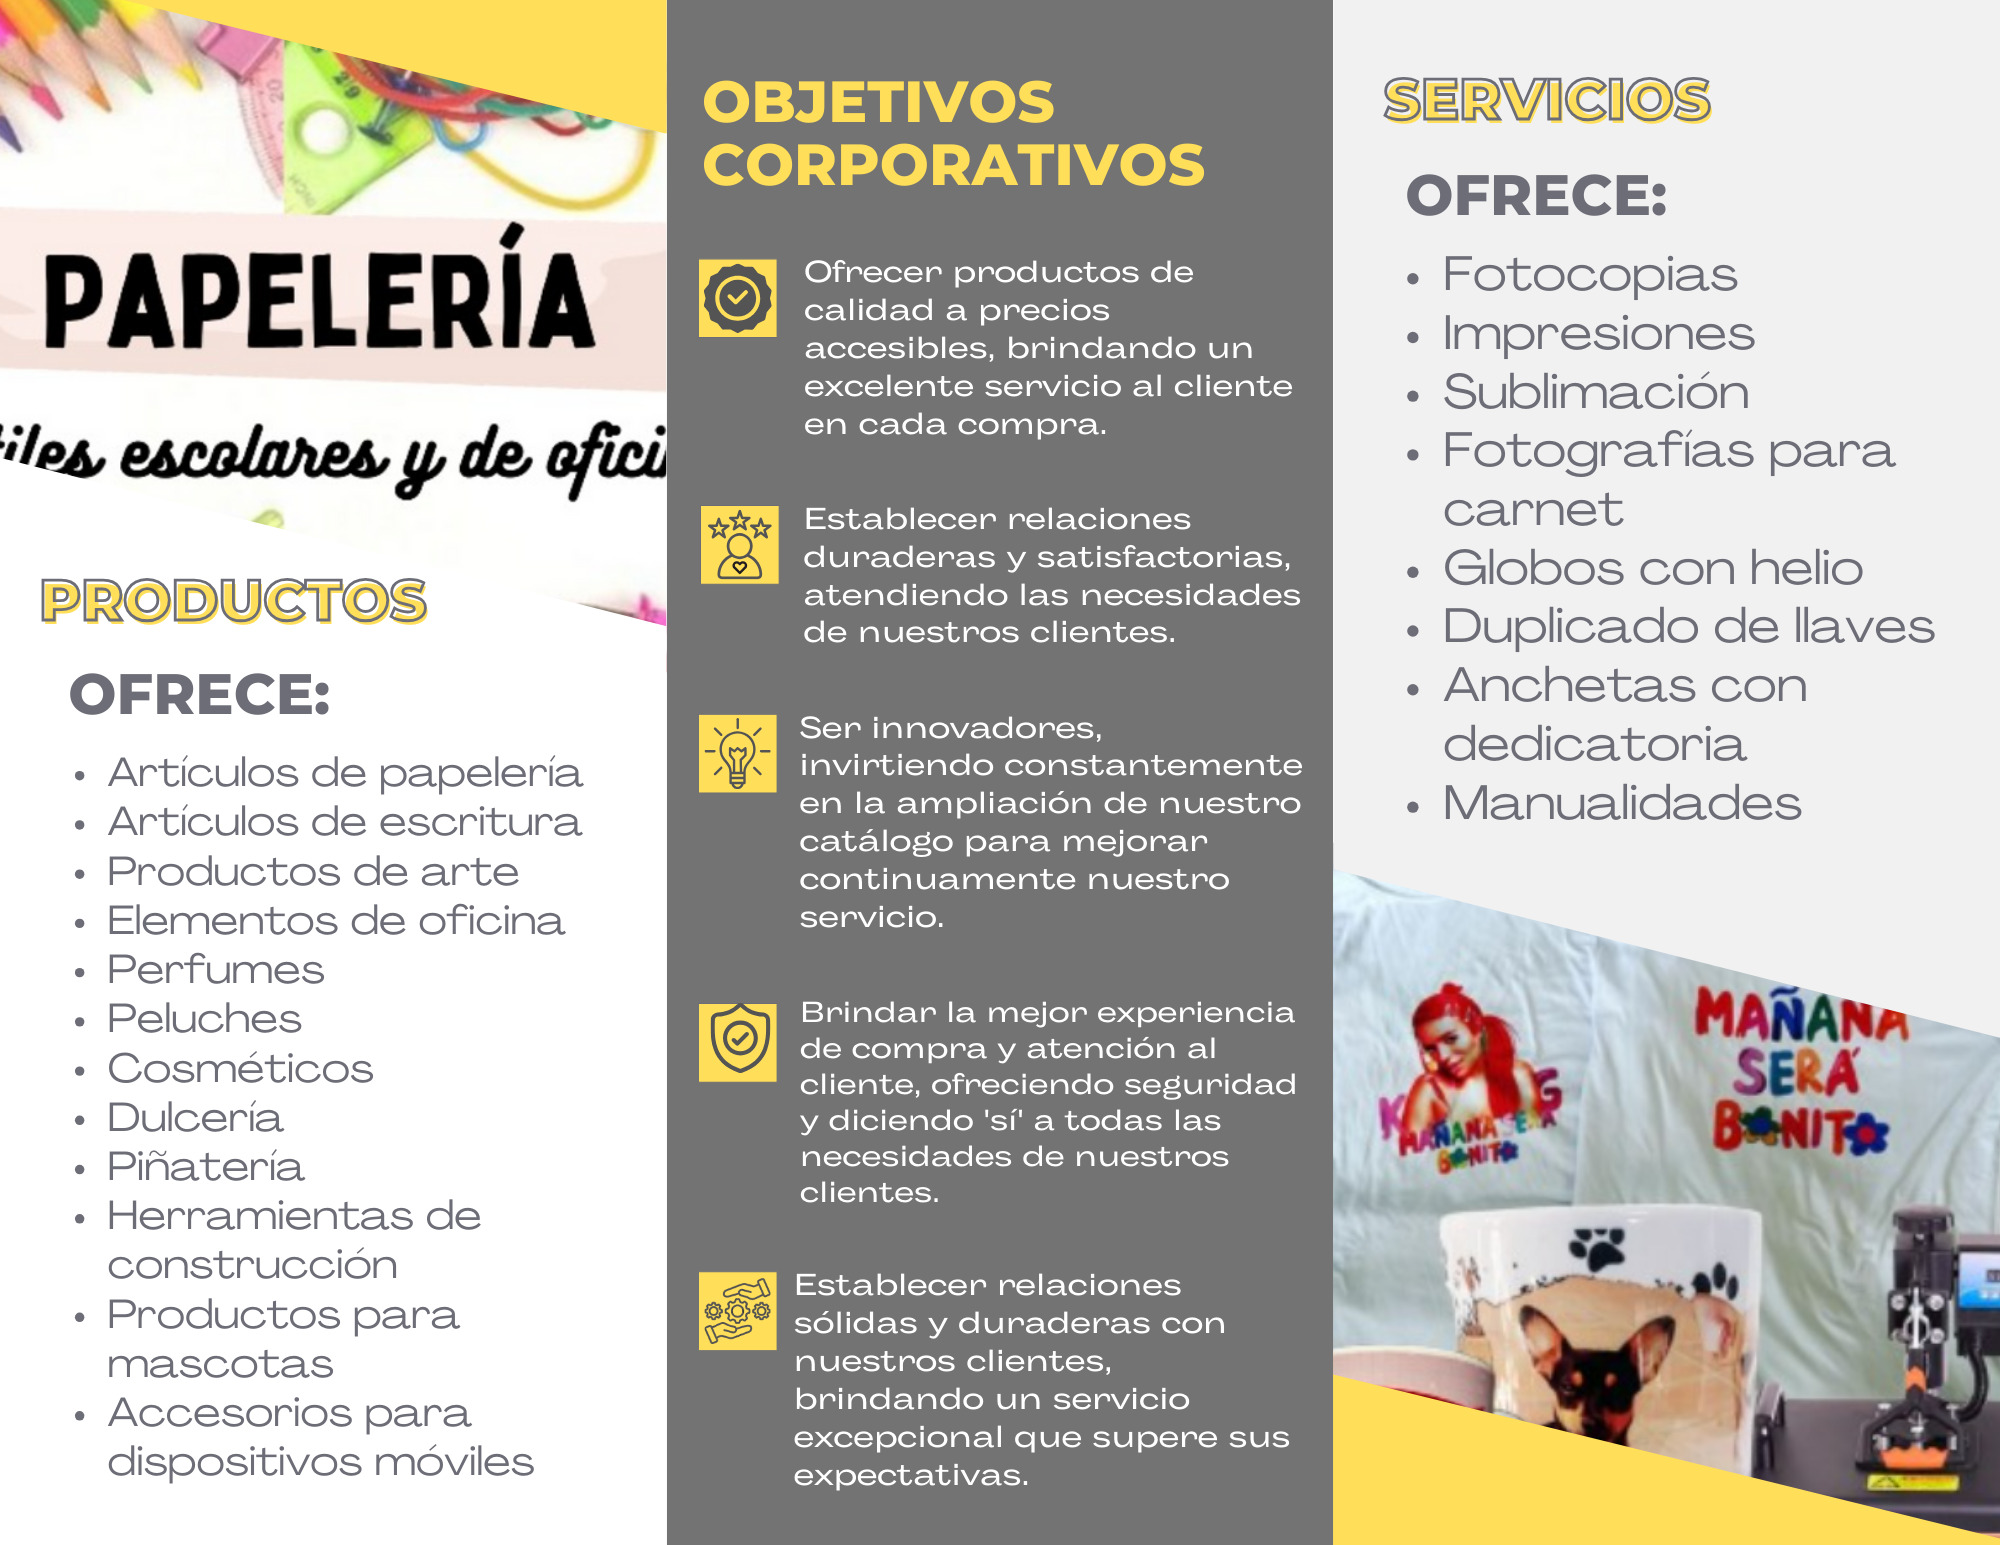 PAPELERÍA
escolares y de
PRODUCTOS
OFRECE:
• Artículos de papelería
• Artículos de escritura
• Productos de arte
• Elementos de oficina
• Perfumes
• Peluches
• Cosméticos
• Dulcería
• Piñatería
• Herramientas de
construcción
• Productos para
mascotas
• Accesorios para
dispositivos móviles
OBJETIVOS
CORPORATIVOS
Ofrecer productos de
calidad a precios
accesibles, brindando un
excelente servicio al cliente
en cada compra.
Establecer relaciones
duraderas y satisfactorias,
atendiendo las necesidades
de nuestros clientes.
Ser innovadores,
invirtiendo constantemente
en la ampliación de nuestro
catálogo para mejorar
continuamente nuestro
servicio.
Brindar la mejor experiencia
de compra y atención al
cliente, ofreciendo seguridad
y diciendo 'sí' a todas las
necesidades de nuestros
clientes.
Establecer relaciones
sólidas y duraderas con
nuestros clientes,
brindando un servicio
excepcional que supere sus
expectativas.
SERVICIOS
OFRECE:
• Fotocopias
• Impresiones
• Sublimación
• Fotografías para
carnet
• Globos con helio
• Duplicado de llaves
• Anchetas con
dedicatoria
• Manualidades
MAÑANA
SERÁ
BONITO
MAÑANA SERÁ
BONITO